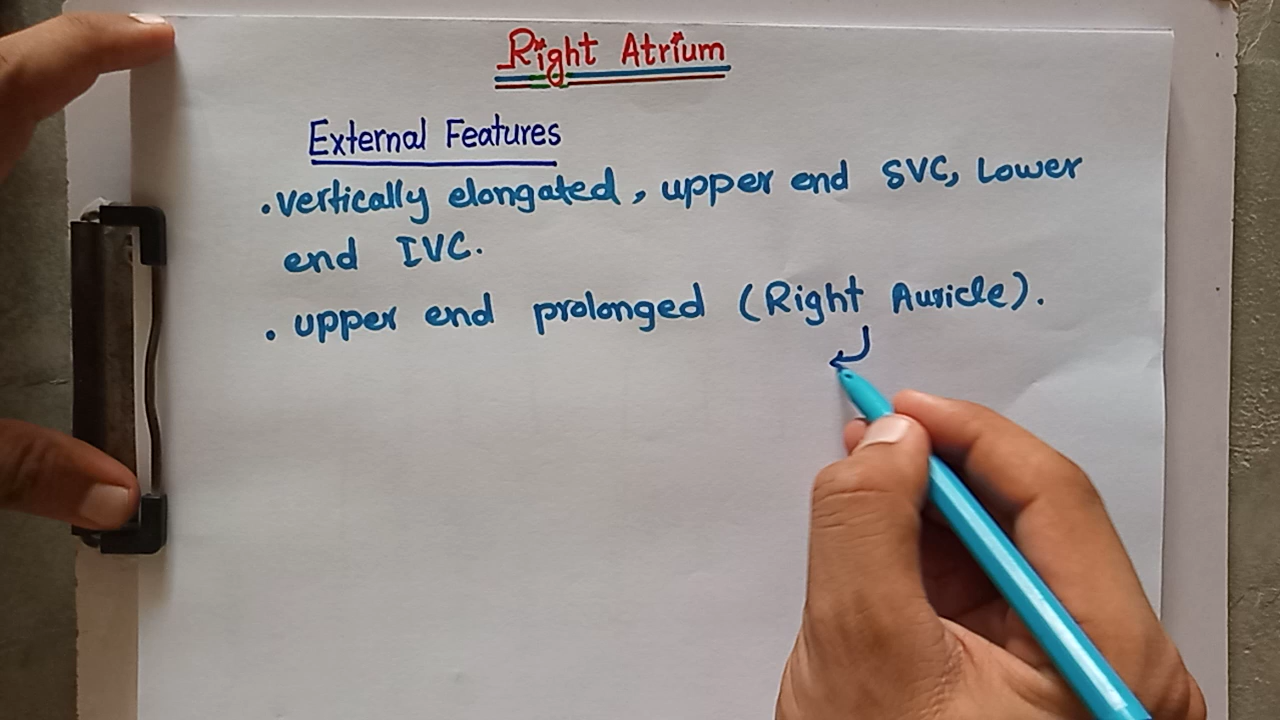 Right Atrium
External Features
• vertically elongated, upper end SVC, Lower
end IVC.
• upper end prolonged (Right Auricle).